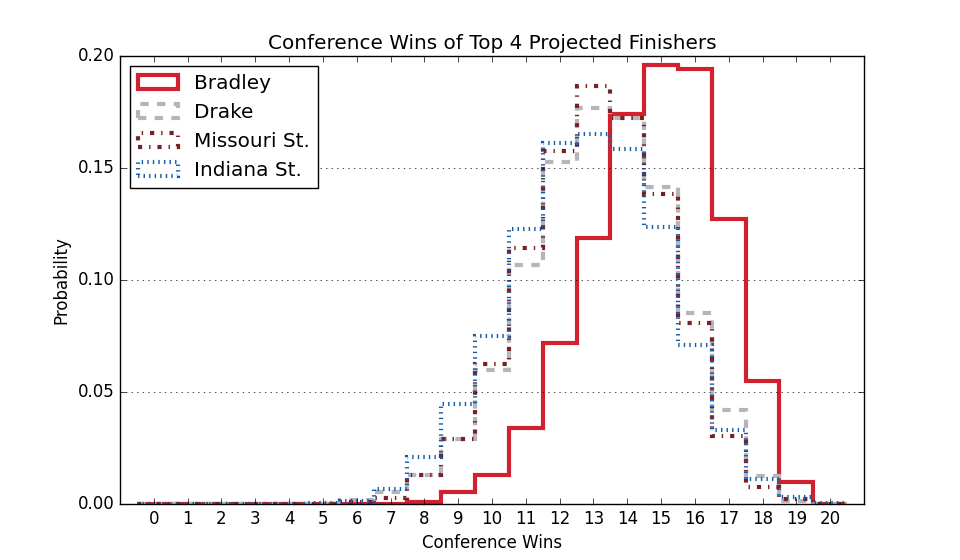 Conference Wins of Top 4 Projected Finishers
0.20
0.15
0.10
0.05
0.00
Probability
Bradley
Drake
Missouri St.
Indiana St.
0 1 2 3 4 5 6 7 8 9 10 11 12 13 14 15 16 17 18 19 20
Conference Wins